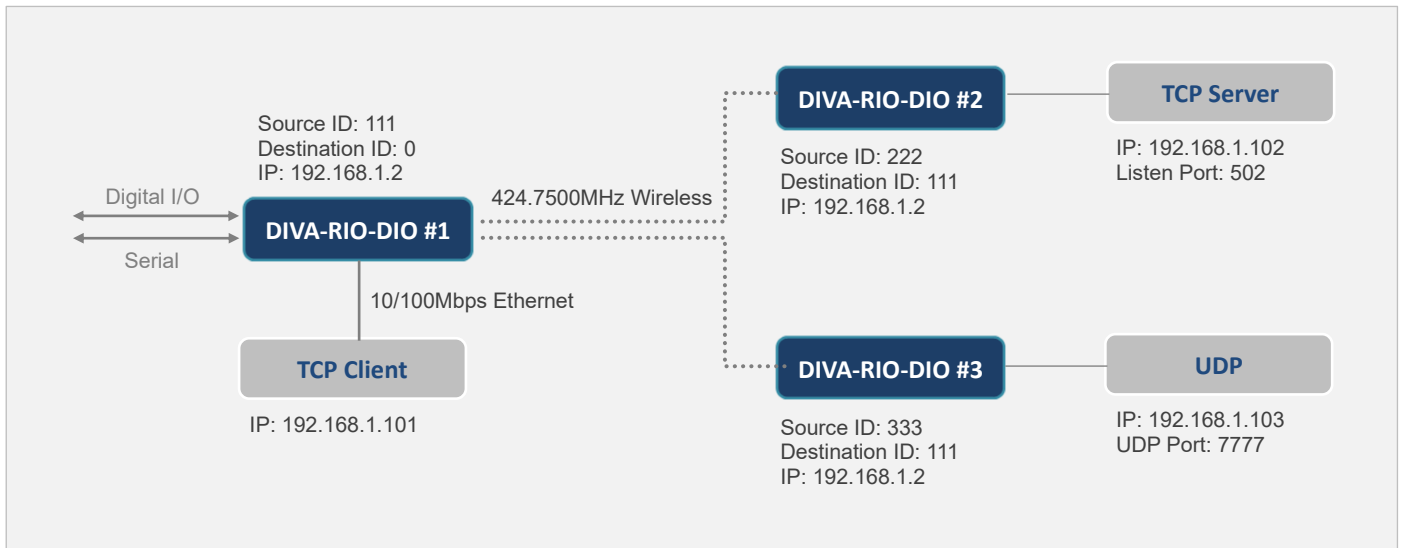 DIVA-RIO-DIO #2
TCP Server
Source ID: 111
Destination ID: 0
IP: 192.168.1.2
IP: 192.168.1.102
Listen Port: 502
Source ID: 222
Destination ID: 111
IP: 192.168.1.2
Digital I/O
424.7500MHz Wireless
DIVA-RIO-DIO #1
Serial
10/100Mbps Ethernet
TCP Client
DIVA-RIO-DIO #3
UDP
IP: 192.168.1.101
IP: 192.168.1.103
UDP Port: 7777
Source ID: 333
Destination ID: 111
IP: 192.168.1.2